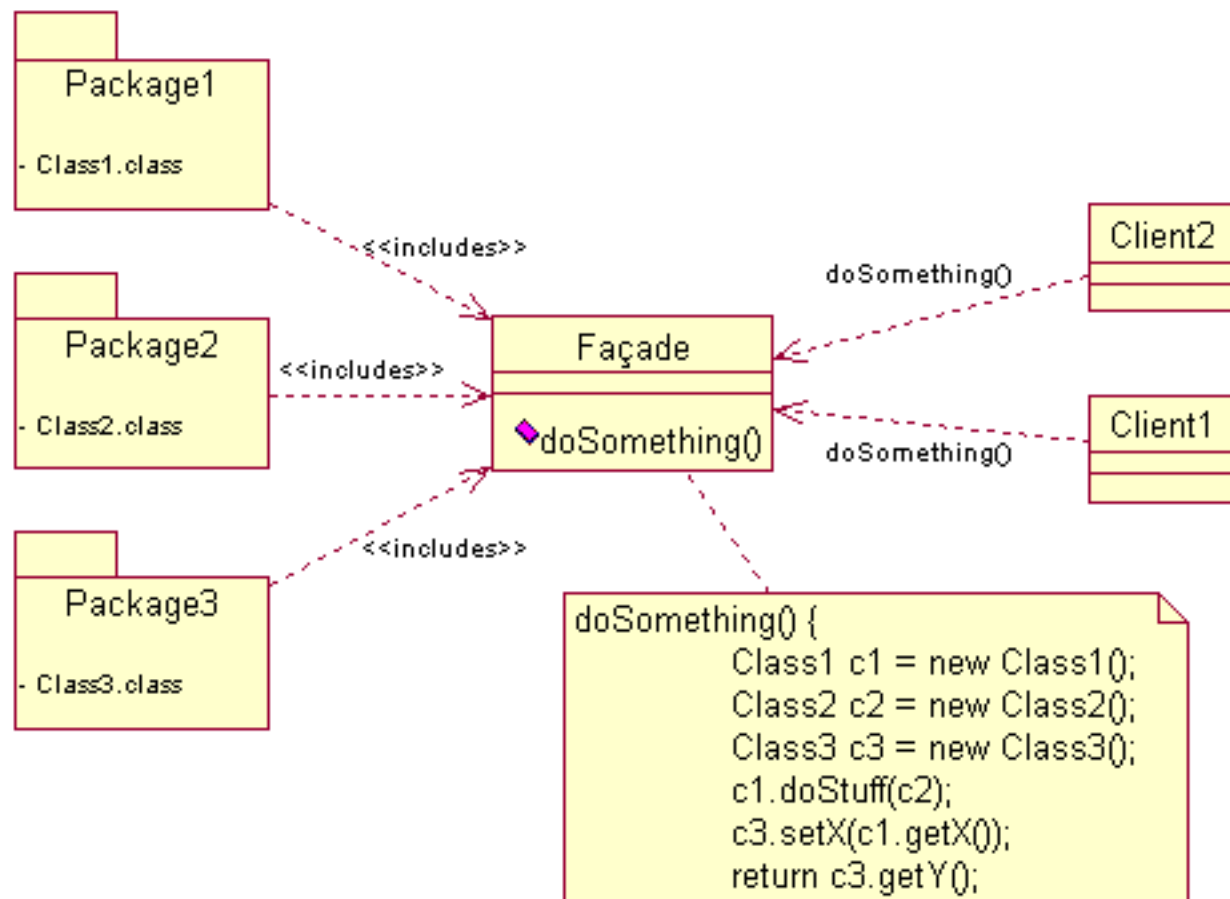 Package1
- Class1.class
<<includes>>
Package2
- Class2.class
<<includes>>
Package3
- Class3.class
<<includes>>
Façade
doSomething()
Client2
doSomething()
Client1
doSomething()
doSomething() {
Class1 c1 = new Class1();
Class2 c2 = new Class2();
Class3 c3 = new Class3();
c1.doStuff(c2);
c3.setX(c1.getX());
return c3.getY();